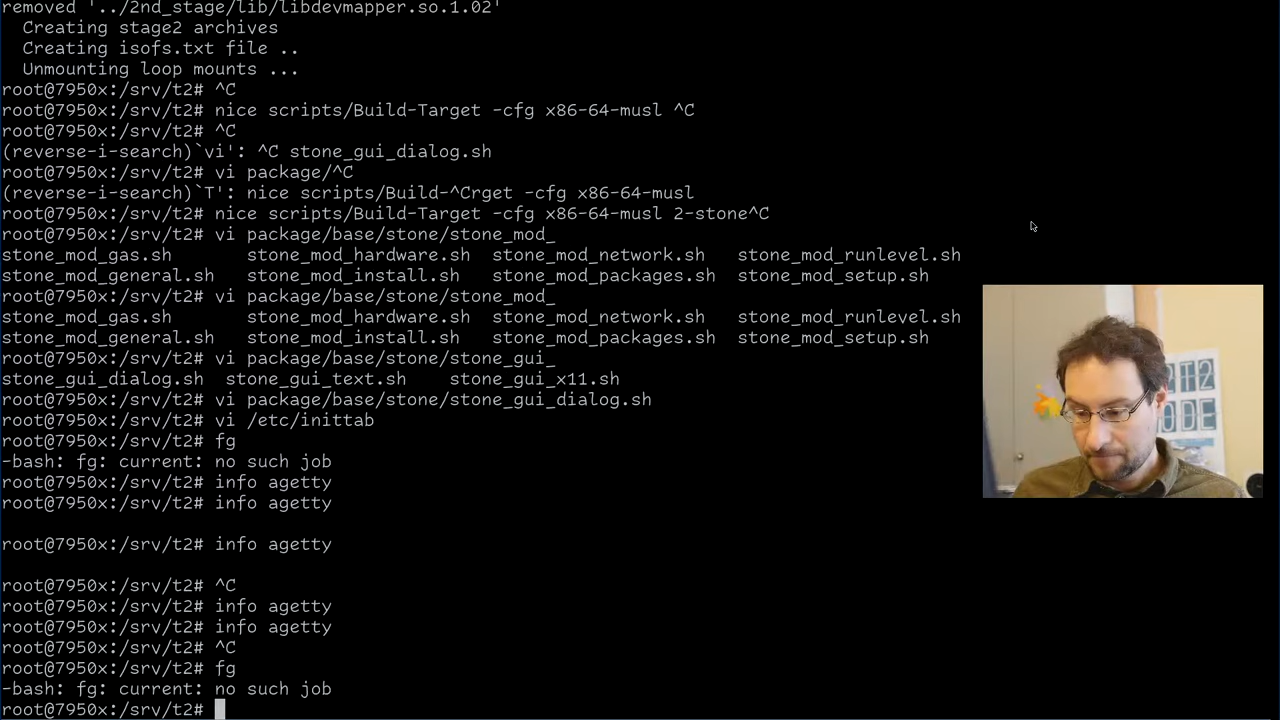 removed '../2nd_stage/lib/libdevmapper.so.1.02'
  Creating stage2 archives
  Creating isofs.txt file ..
  Unmounting loop mounts ...
root@7950x:/srv/t2# ^C
root@7950x:/srv/t2# nice scripts/Build-Target -cfg x86-64-musl ^C
root@7950x:/srv/t2# ^C
(reverse-i-search)`vi': ^C stone_gui_dialog.sh
root@7950x:/srv/t2# vi package/^C
(reverse-i-search)`T': nice scripts/Build-^Crget -cfg x86-64-musl
root@7950x:/srv/t2# nice scripts/Build-Target -cfg x86-64-musl 2-stone^C
root@7950x:/srv/t2# vi package/base/stone/stone_mod_
stone_mod_gas.sh       stone_mod_hardware.sh  stone_mod_network.sh   stone_mod_runlevel.sh
stone_mod_general.sh   stone_mod_install.sh   stone_mod_packages.sh  stone_mod_setup.sh
root@7950x:/srv/t2# vi package/base/stone/stone_mod_
stone_mod_gas.sh       stone_mod_hardware.sh  stone_mod_network.sh   stone_mod_runlevel.sh
stone_mod_general.sh   stone_mod_install.sh   stone_mod_packages.sh  stone_mod_setup.sh
root@7950x:/srv/t2# vi package/base/stone/stone_gui_
stone_gui_dialog.sh  stone_gui_text.sh    stone_gui_x11.sh
root@7950x:/srv/t2# vi package/base/stone/stone_gui_dialog.sh
root@7950x:/srv/t2# vi /etc/inittab
root@7950x:/srv/t2# fg
-bash: fg: current: no such job
root@7950x:/srv/t2# info agetty
root@7950x:/srv/t2# info agetty
root@7950x:/srv/t2# info agetty
root@7950x:/srv/t2# ^C
root@7950x:/srv/t2# info agetty
root@7950x:/srv/t2# info agetty
root@7950x:/srv/t2# ^C
root@7950x:/srv/t2# fg
-bash: fg: current: no such job
root@7950x:/srv/t2#